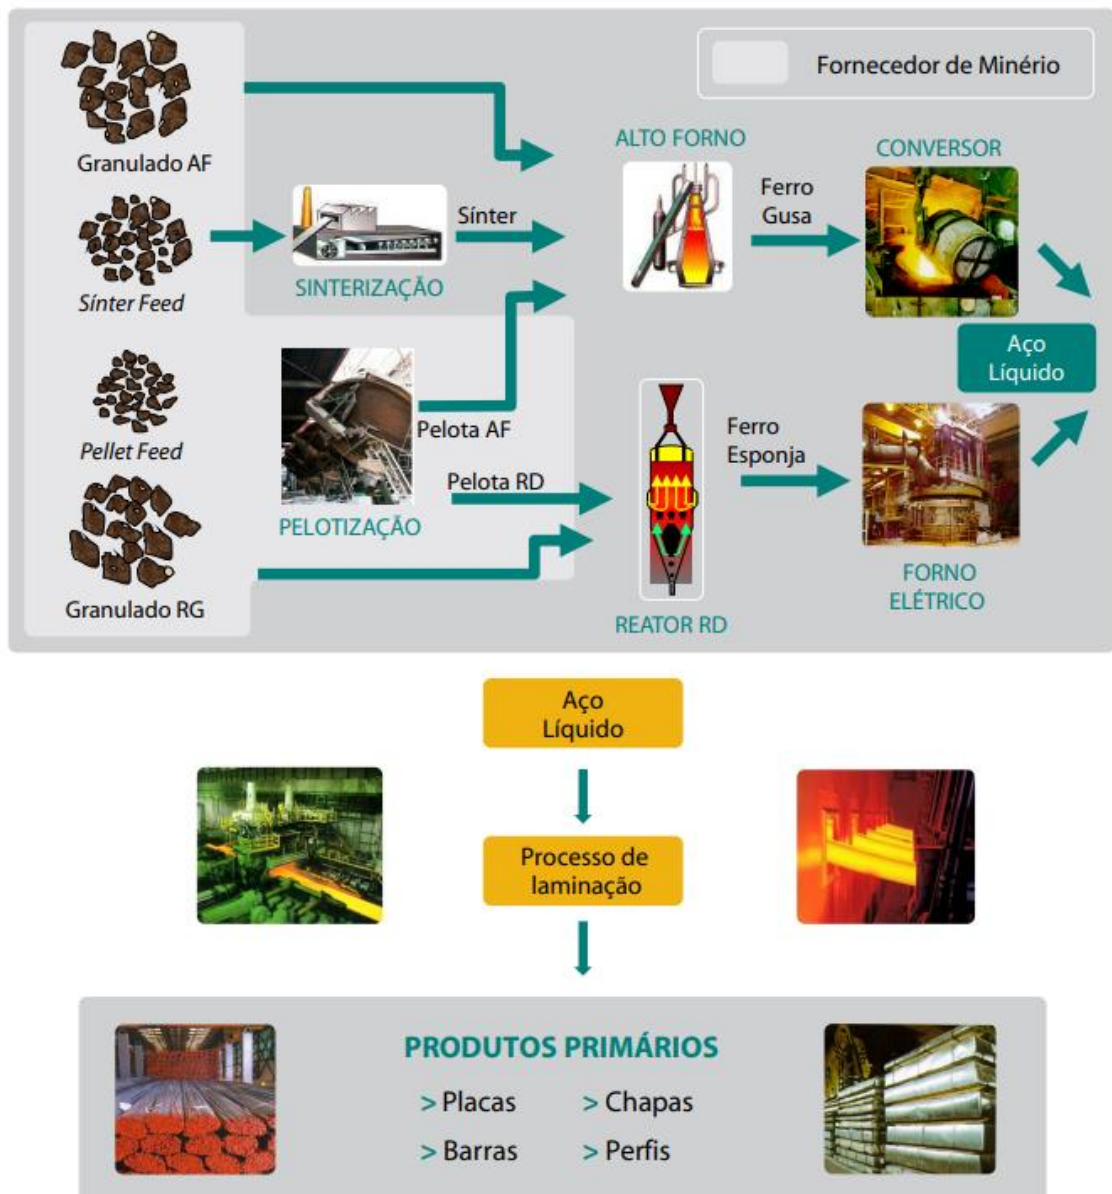 Fornecedor de Minério
Granulado AF
Sínter Feed
Pellet Feed
Granulado RG
SINTERIZAÇÃO
Sínter
PELOTIZAÇÃO
Pelota AF
Pelota RD
ALTO FORNO
Ferro
Gusa
CONVERSOR
REATOR RD
Ferro
Esponja
FORNO
ELÉTRICO
Aço
Líquido
Aço
Líquido
Processo de
laminação
PRODUTOS PRIMÁRIOS
> Placas
> Chapas
> Barras
> Perfis